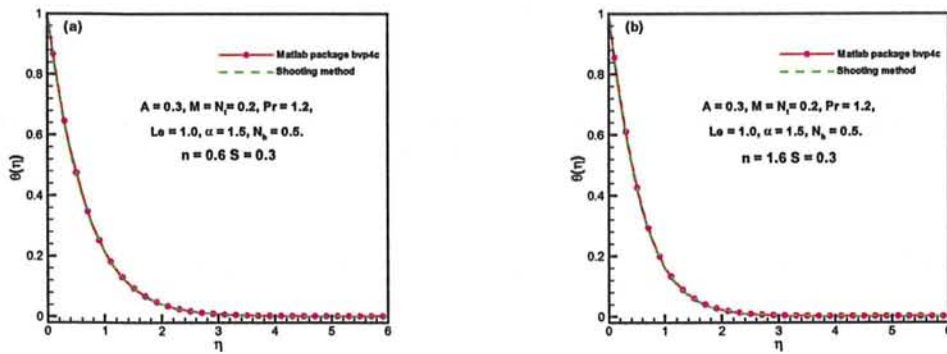 (a)
Matlab package bvp4c
Shooting method
A = 0.3, M = Nt= 0.2, Pr = 1.2,
Le = 1.0, α = 1.5, Nb = 0.5.
n = 0.6 S = 0.3
θ(η)
1
0.8
0.6
0.4
0.2
0
0 1 2 3 4 5 6
η
(b)
Matlab package bvp4c
Shooting method
A = 0.3, M = Nt= 0.2, Pr = 1.2,
Le = 1.0, α = 1.5, Nb = 0.5.
n = 1.6 S = 0.3
θ(η)
1
0.8
0.6
0.4
0.2
0
0 1 2 3 4 5 6
η